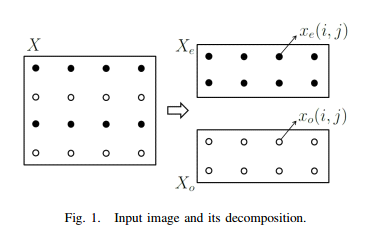 X
X_e
x_e(i, j)
x_o(i, j)
X_o
Fig. 1. Input image and its decomposition.